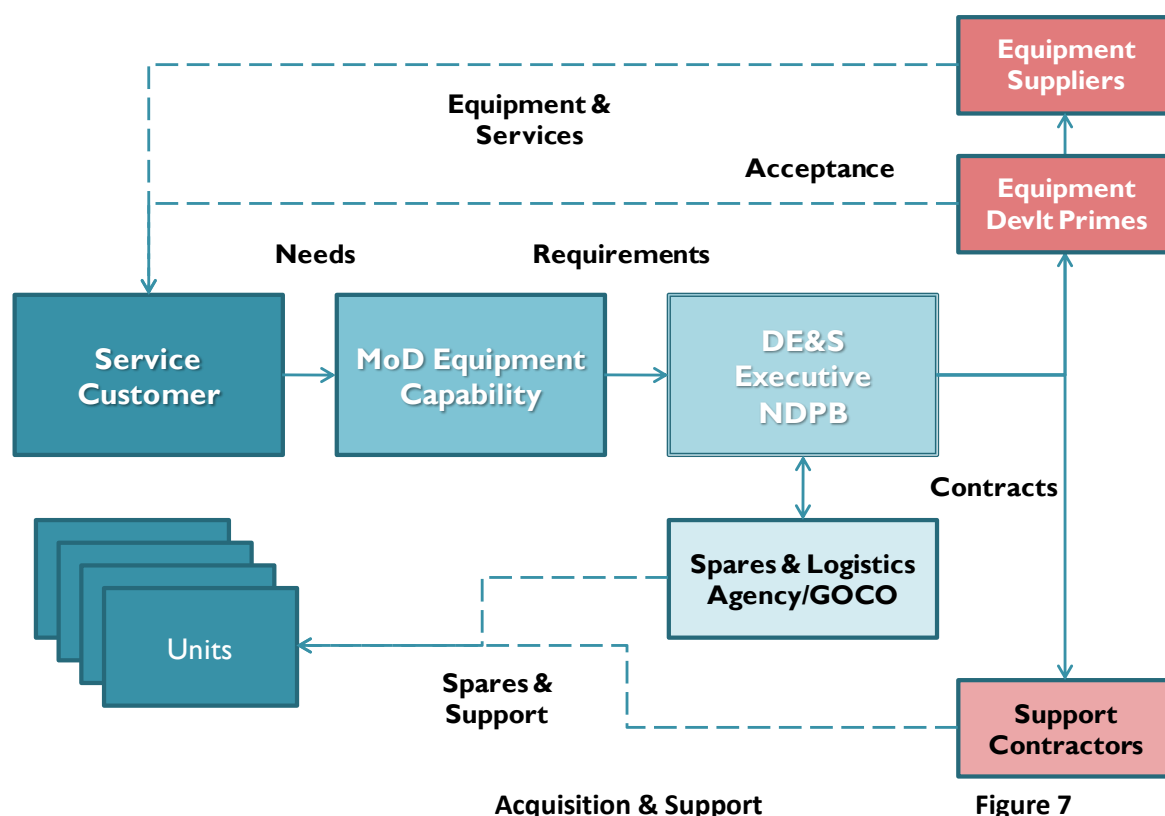 Equipment
Suppliers
Equipment &
Services
Acceptance
Equipment
Devlt Primes
Needs
Requirements
Service
Customer
MoD Equipment
Capability
DE&S
Executive
NDPB
Contracts
Spares & Logistics
Agency/GOCO
Units
Spares &
Support
Support
Contractors
Acquisition & Support
Figure 7